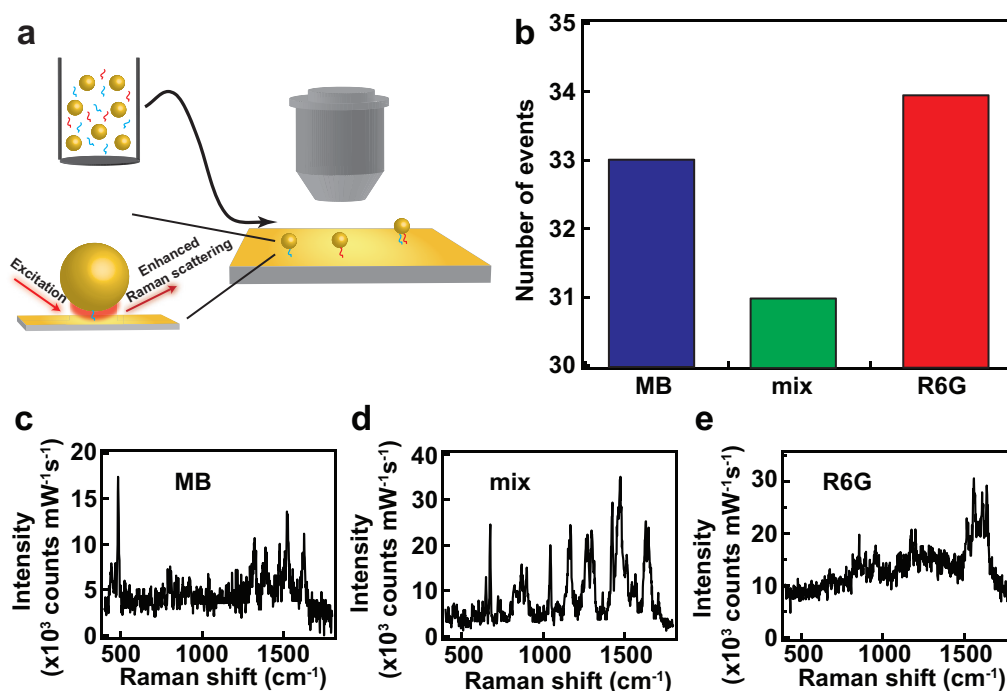 a
Excitation
Enhanced
Raman scattering
b
Number of events
35
34
33
32
31
30
MB
mix
R6G
c
Intensity
(x10³ counts mW⁻¹s⁻¹)
20
15
10
5
0
MB
500
1000
1500
Raman shift (cm⁻¹)
d
Intensity
(x10³ counts mW⁻¹s⁻¹)
40
30
20
10
0
mix
500
1000
1500
Raman shift (cm⁻¹)
e
Intensity
(x10³ counts mW⁻¹s⁻¹)
30
20
10
0
R6G
500
1000
1500
Raman shift (cm⁻¹)